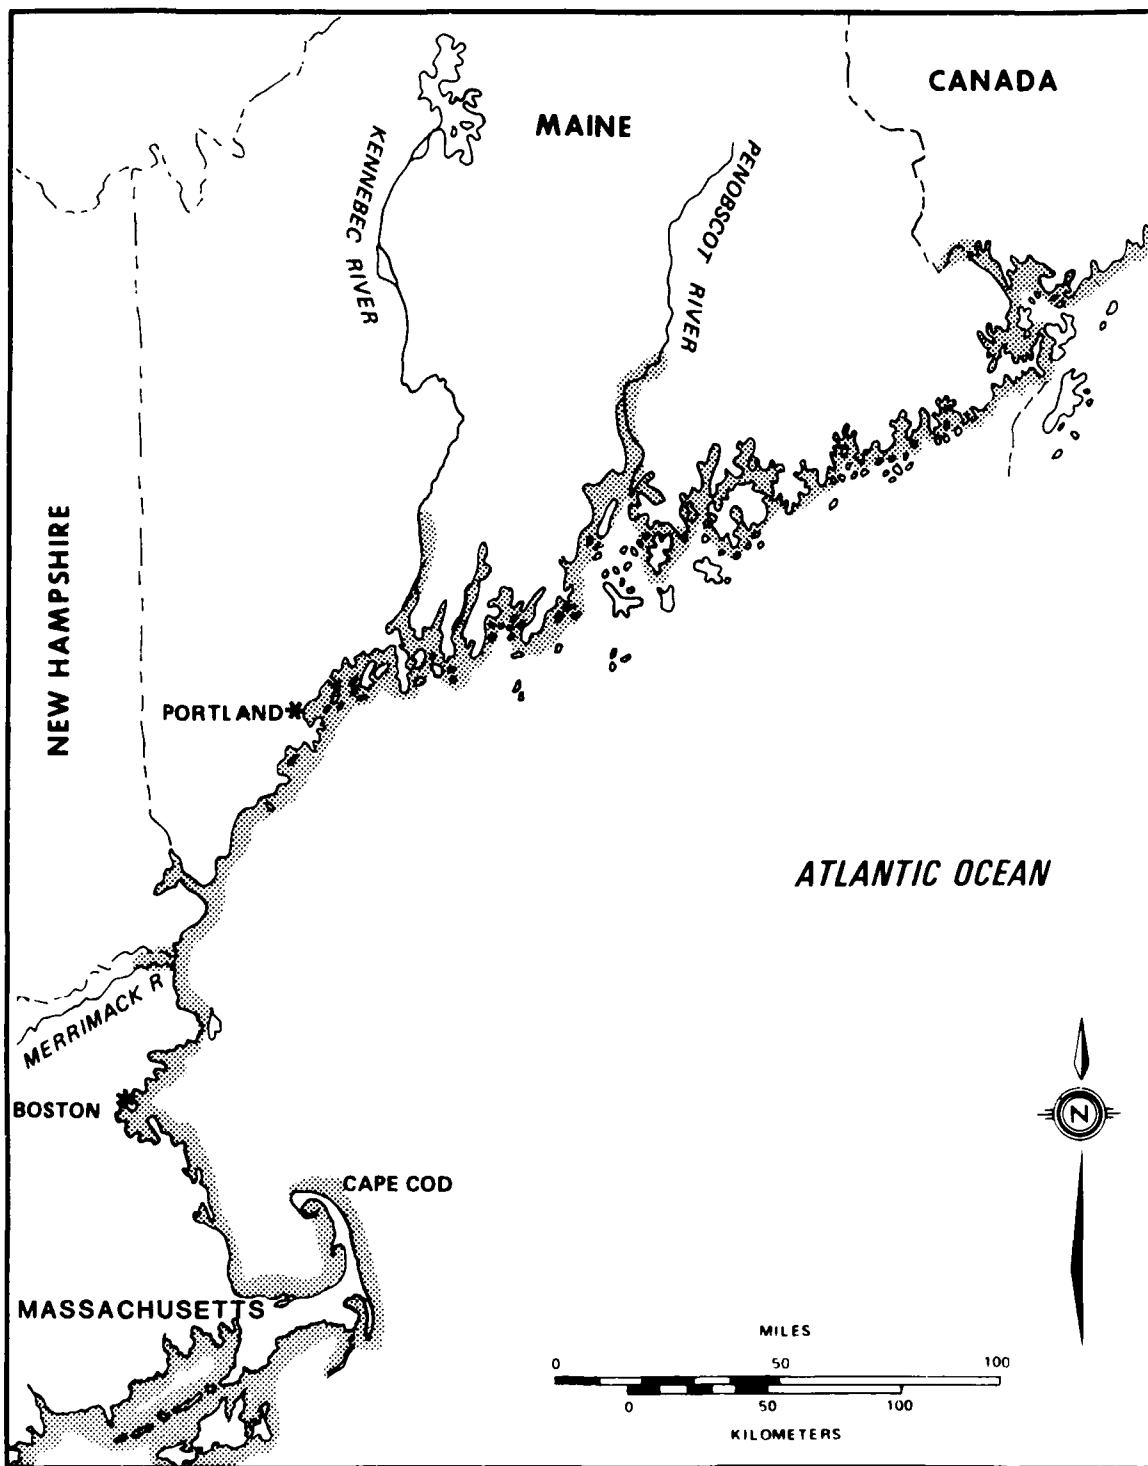 CANADA
MAINE
KENNEBEC RIVER
PENOBSCOT RIVER
NEW HAMPSHIRE
PORTLAND
ATLANTIC OCEAN
MERRIMACK R
BOSTON
N
CAPE COD
MASSACHUSETTS
MILES
0 50 100
0 50 100
KILOMETERS